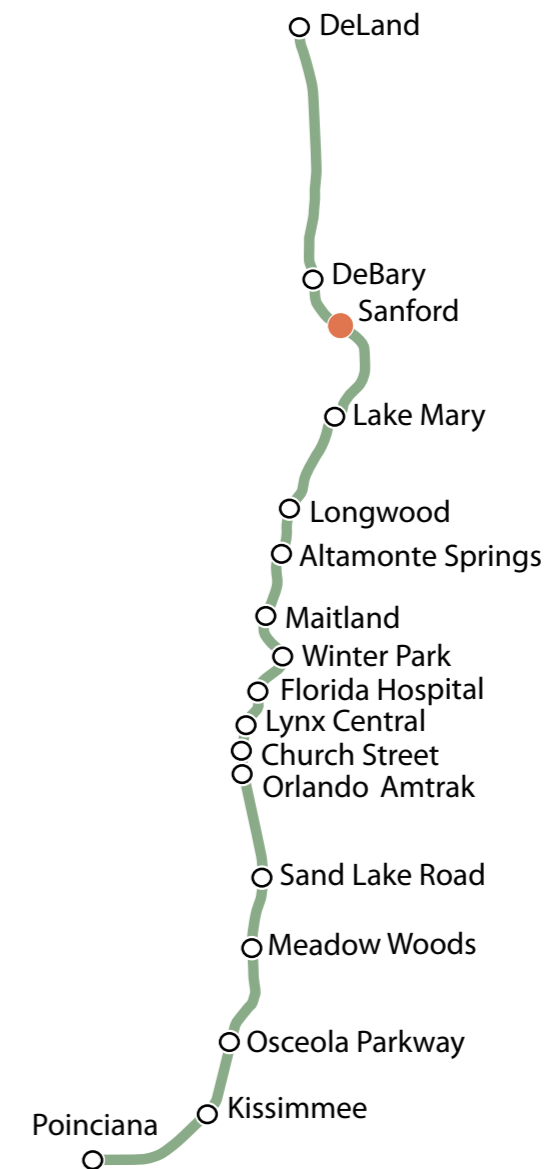 DeLand
DeBary
Sanford
Lake Mary
Longwood
Altamonte Springs
Maitland
Winter Park
Florida Hospital
Lynx Central
Church Street
Orlando Amtrak
Sand Lake Road
Meadow Woods
Osceola Parkway
Kissimmee
Poinciana